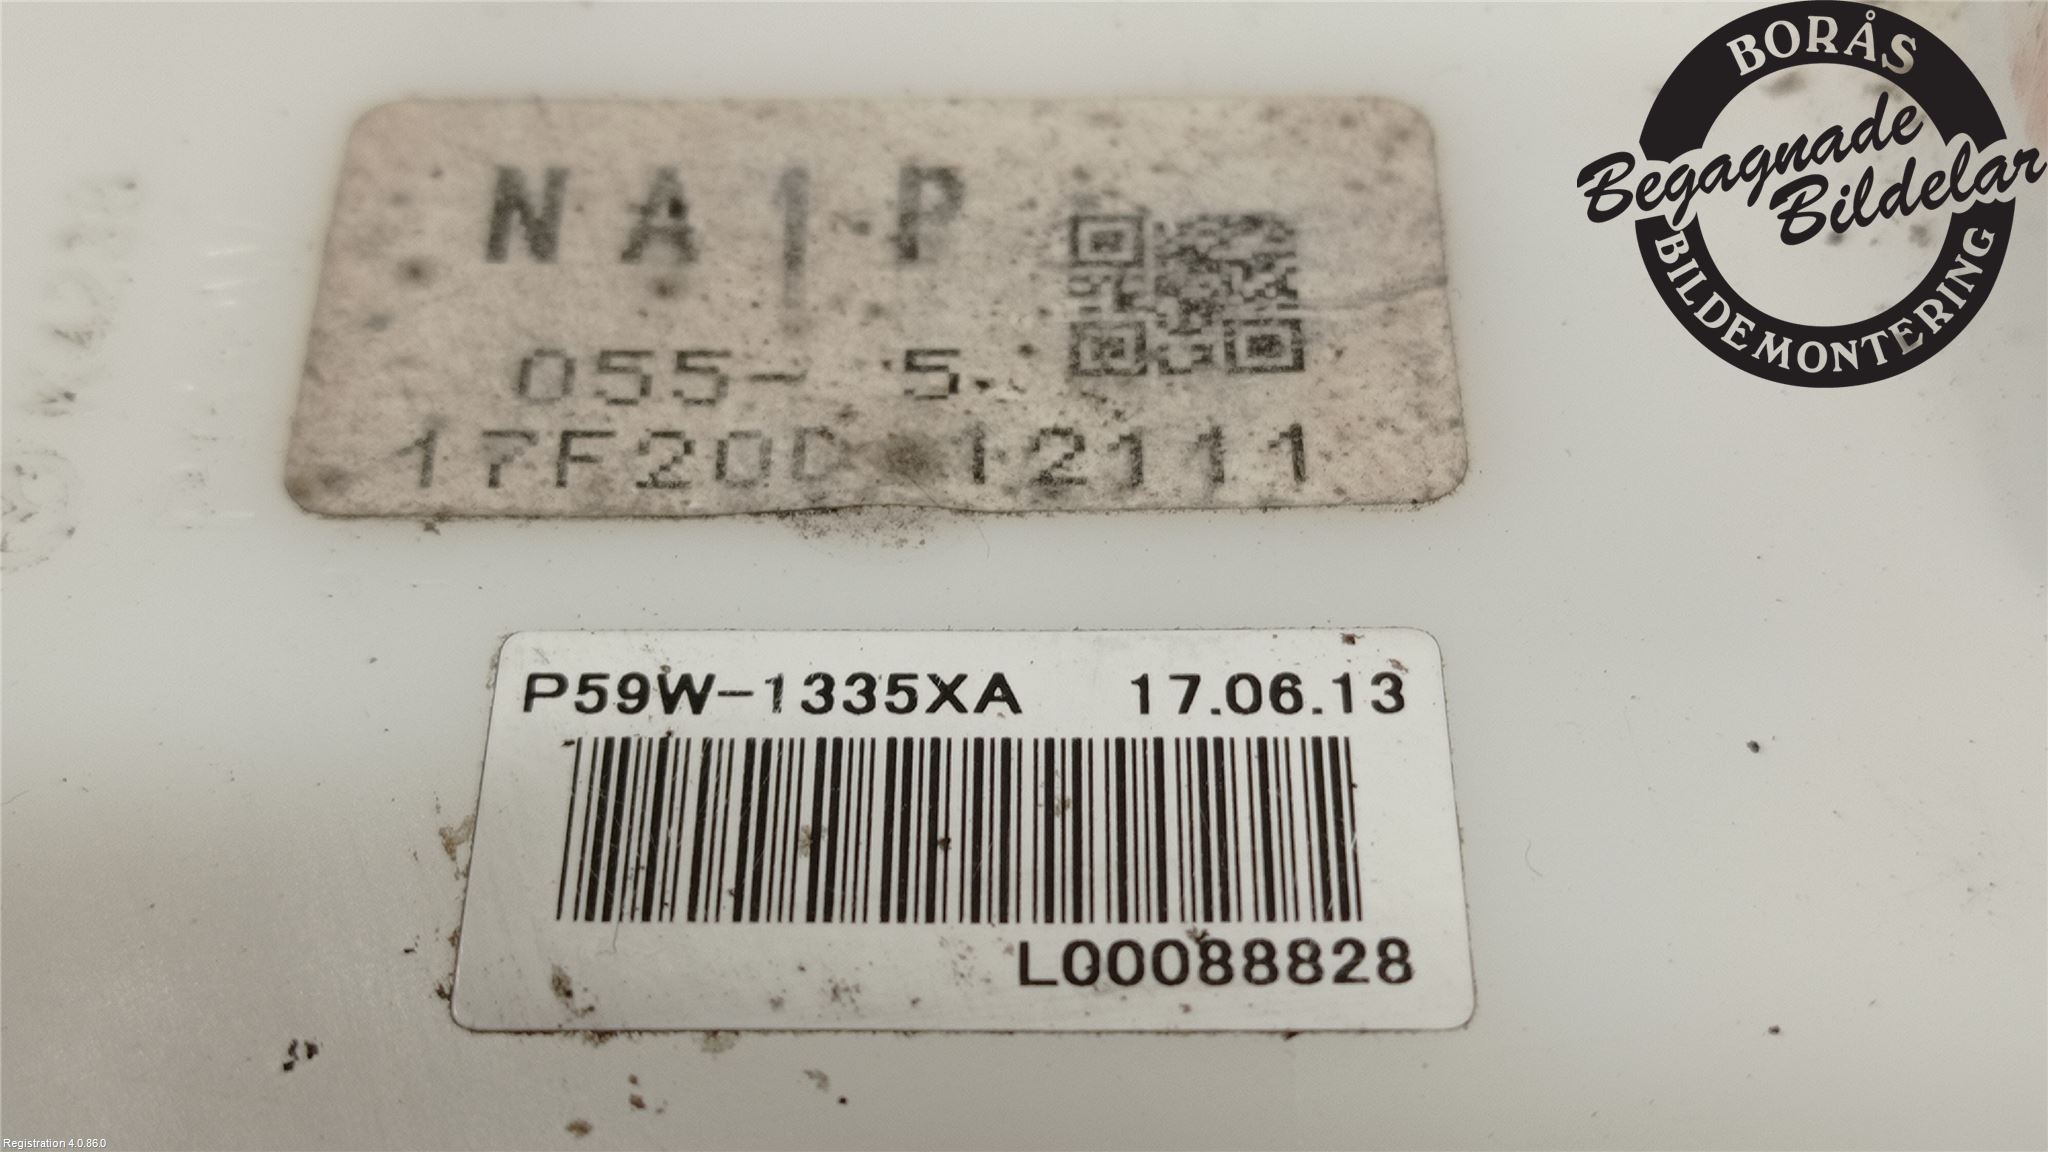 BORÅS
Begagnade
Bildelar
BILDEMONTERING
NA1P
055- 5
17F20D 12111
P59W-1335XA 17.06.13
L00088828
Registration 4.0.86.0